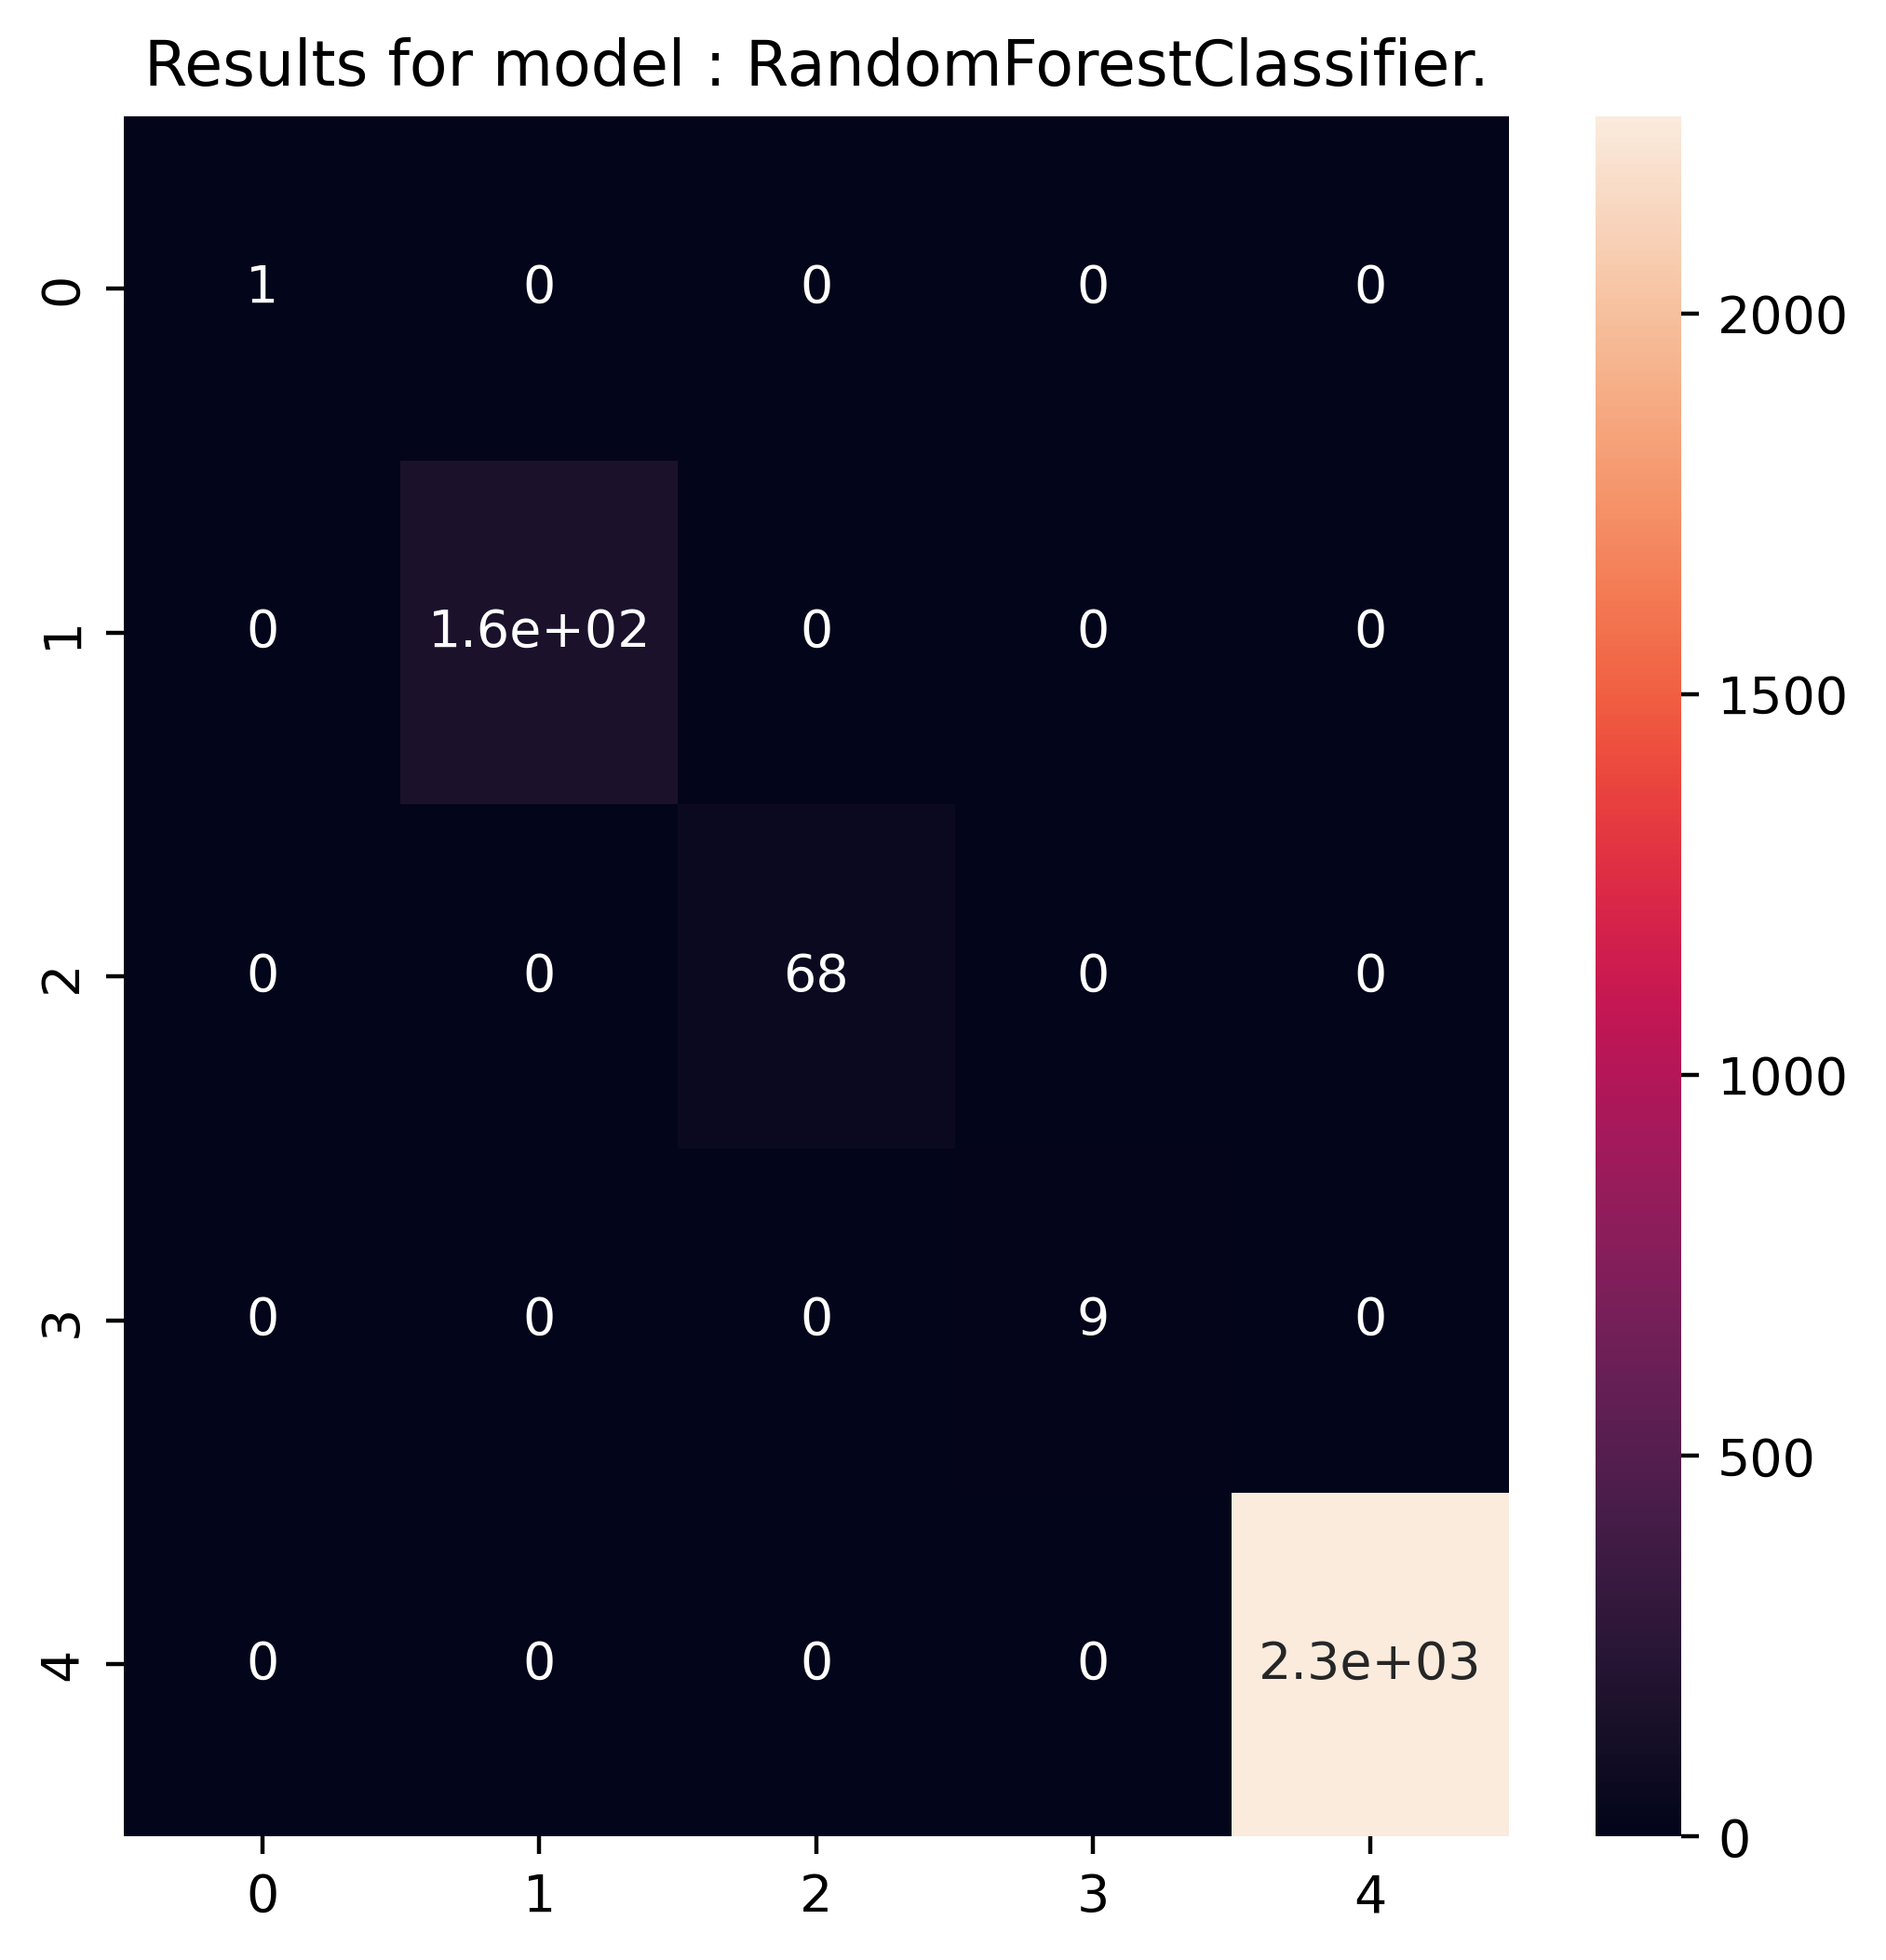 Results for model : RandomForestClassifier.
0 1 0 0 0 0
1 0 1.6e+02 0 0 0
2 0 0 68 0 0
3 0 0 0 9 0
4 0 0 0 0 2.3e+03
0 1 2 3 4
2000
1500
1000
500
0